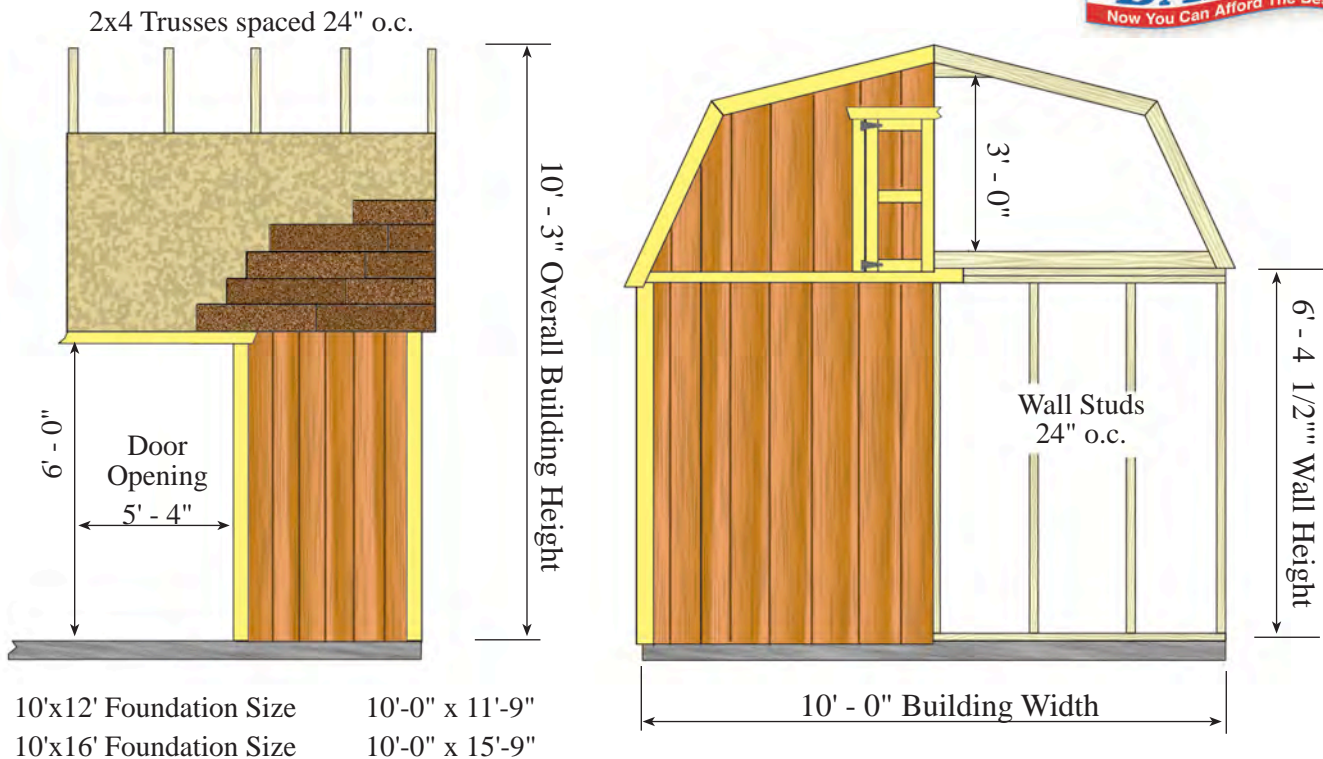 Now You Can Afford The
2x4 Trusses spaced 24" o.c.
10' - 3" Overall Building Height
6' - 0"
Door
Opening
5' - 4"
3' - 0"
Wall Studs
24" o.c.
6' - 4 1/2"" Wall Height
10' - 0" Building Width
10'x12' Foundation Size 10'-0" x 11'-9"
10'x16' Foundation Size 10'-0" x 15'-9"